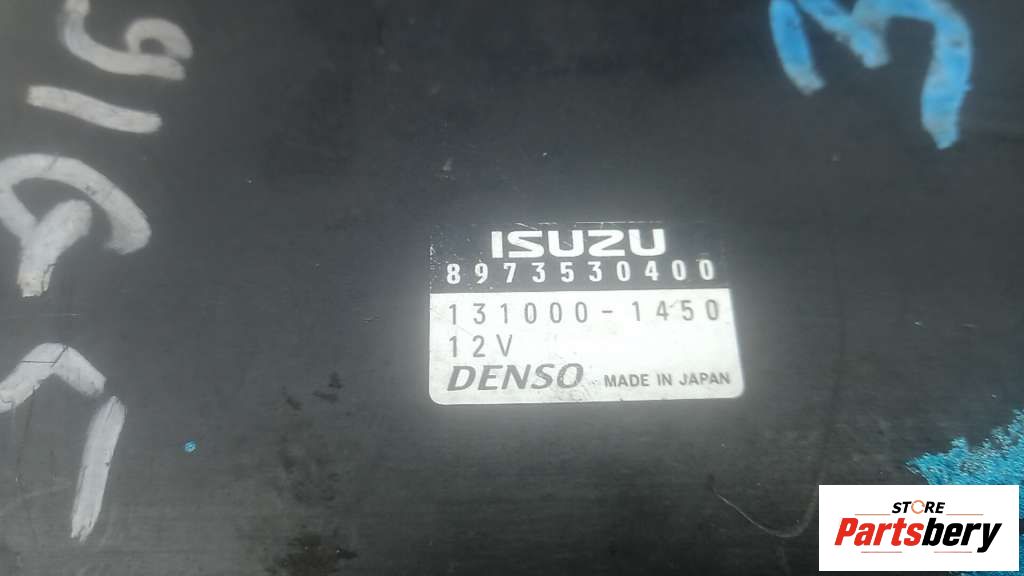 ISUZU
8973530400
131000-1450
12V
DENSO MADE IN JAPAN
STORE
Partsbery